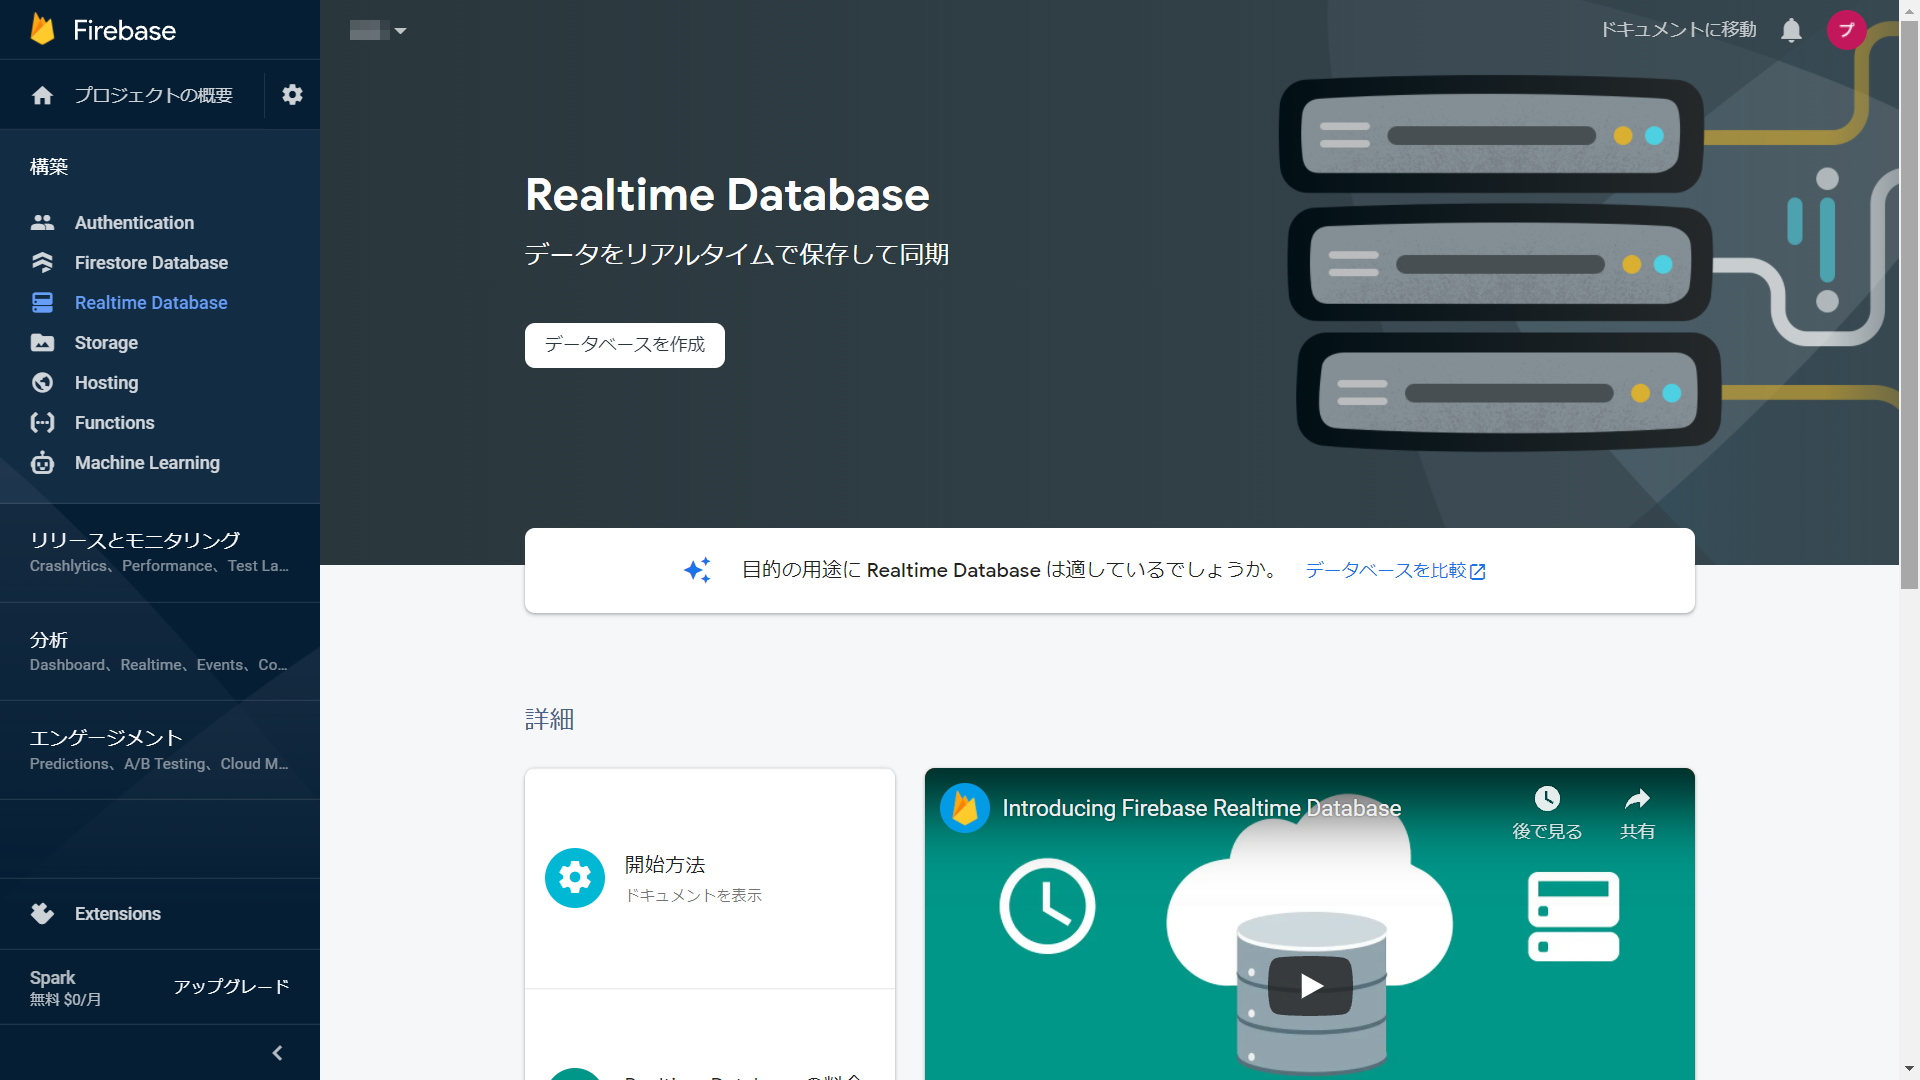 Firebase
プロジェクトの概要
構築
Authentication
Firestore Database
Realtime Database
Storage
Hosting
Functions
Machine Learning
リリースとモニタリング
Crashlytics、Performance、Test La...
分析
Dashboard、Realtime、Events、Co...
エンゲージメント
Predictions、A/B Testing、Cloud M...
Extensions
Spark
無料 $0/月
アップグレード
ドキュメントに移動
プ
Realtime Database
データをリアルタイムで保存して同期
データベースを作成
目的の用途に Realtime Database は適しているでしょうか。 データベースを比較
詳細
開始方法
ドキュメントを表示
Realtime Database の料金
Introducing Firebase Realtime Database
後で見る
共有